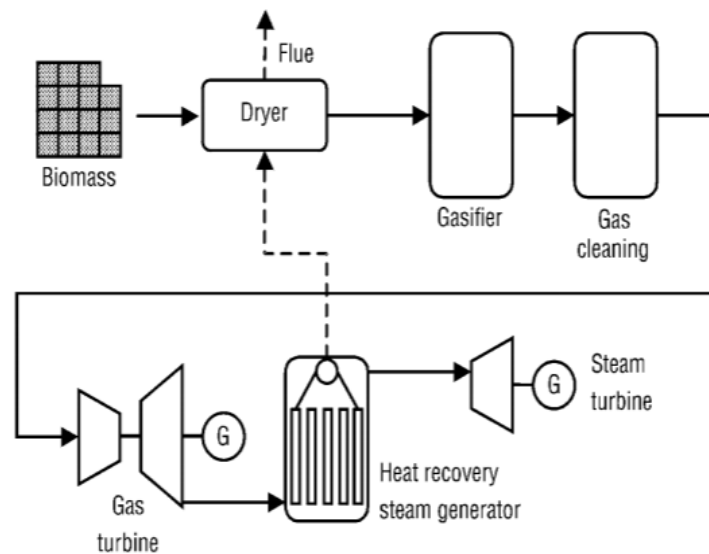 Flue
Dryer
Biomass
Gasifier
Gas
cleaning
Steam
turbine
G
G
Heat recovery
steam generator
Gas
turbine